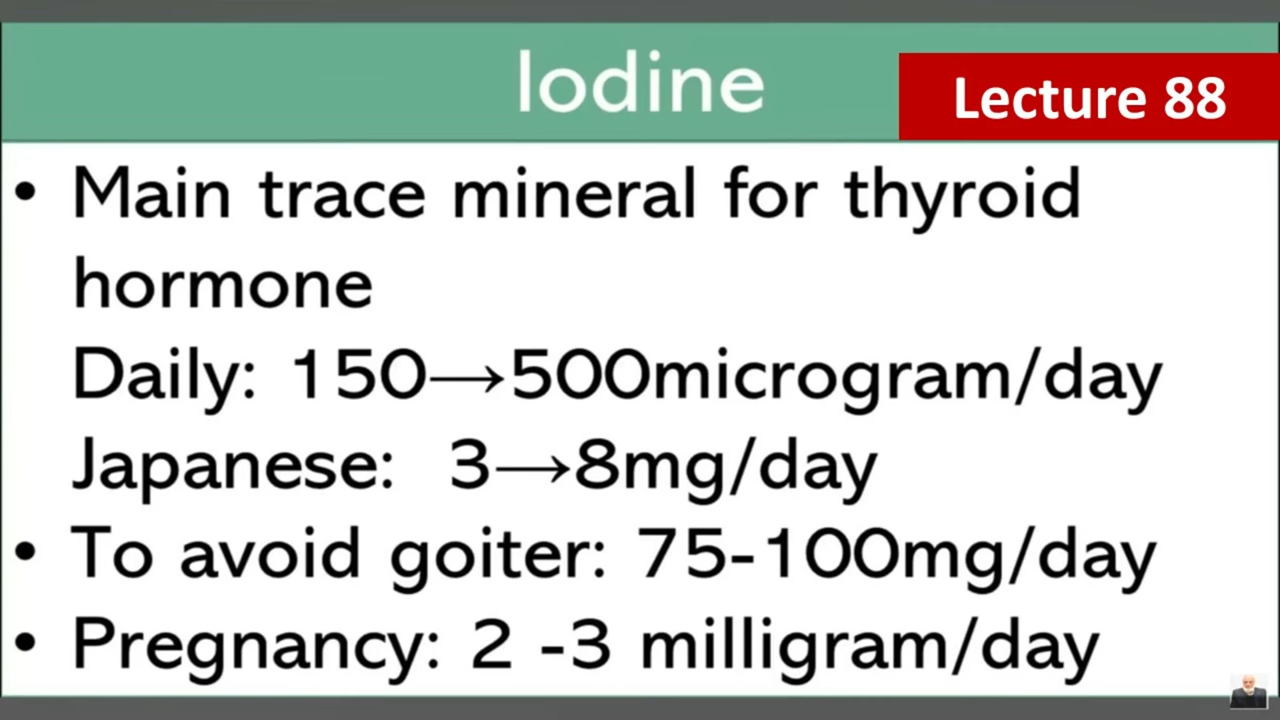 Iodine
Lecture 88
• Main trace mineral for thyroid
hormone
Daily: 150→500microgram/day
Japanese: 3→8mg/day
• To avoid goiter: 75-100mg/day
• Pregnancy: 2 -3 milligram/day